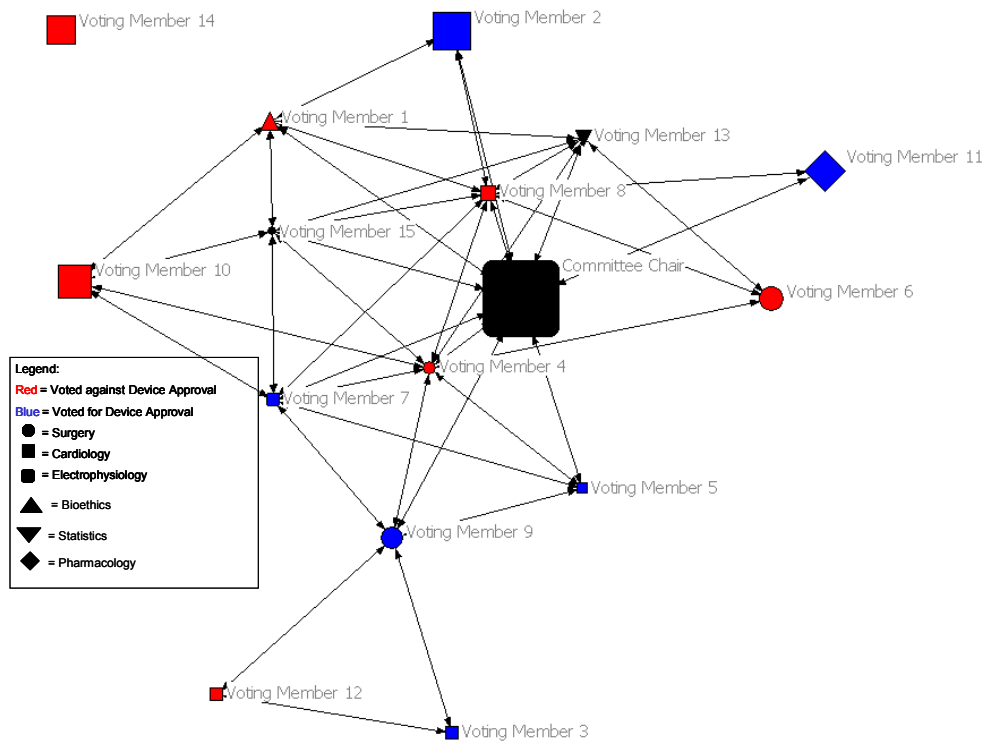 Voting Member 14
Voting Member 2
Voting Member 1
Voting Member 13
Voting Member 11
Voting Member 8
Voting Member 15
Voting Member 10
Committee Chair
Voting Member 6
Voting Member 4
Voting Member 7
Legend:
Red = Voted against Device Approval
Blue = Voted for Device Approval
= Surgery
= Cardiology
= Electrophysiology
= Bioethics
= Statistics
= Pharmacology
Voting Member 5
Voting Member 9
Voting Member 12
Voting Member 3